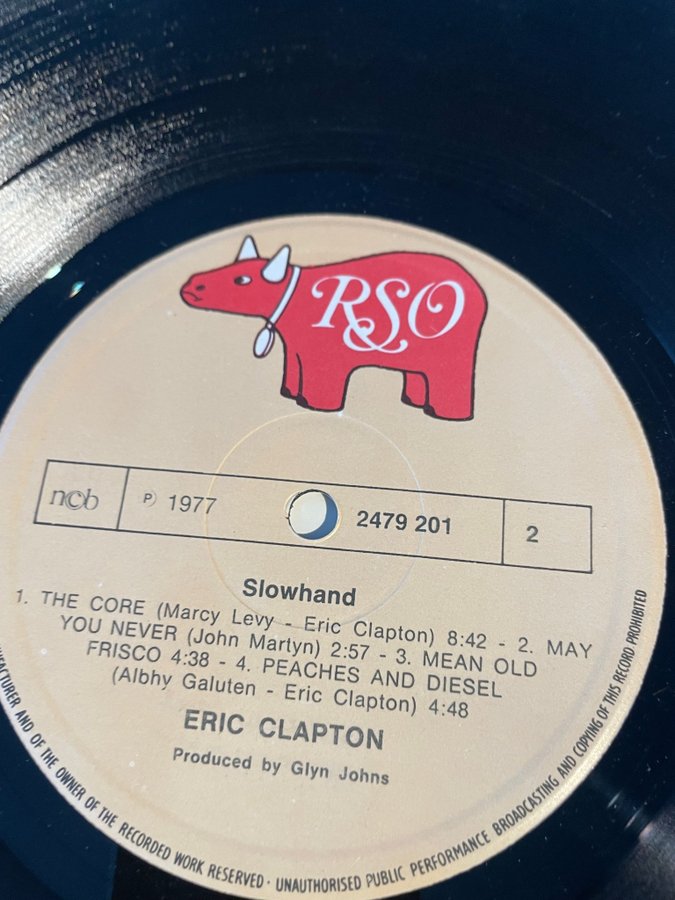 RSO
ncb
℗ 1977
2479 201
2
Slowhand
1. THE CORE (Marcy Levy - Eric Clapton) 8:42 - 2. MAY
YOU NEVER (John Martyn) 2:57 - 3. MEAN OLD
FRISCO 4:38 - 4. PEACHES AND DIESEL
(Albhy Galuten - Eric Clapton) 4:48
ERIC CLAPTON
Produced by Glyn Johns
AND OF THE OWNER OF THE RECORDED WORK RESERVED · UNAUTHORISED PUBLIC PERFORMANCE BROADCASTING AND COPYING OF THIS RECORD PROHIBITED